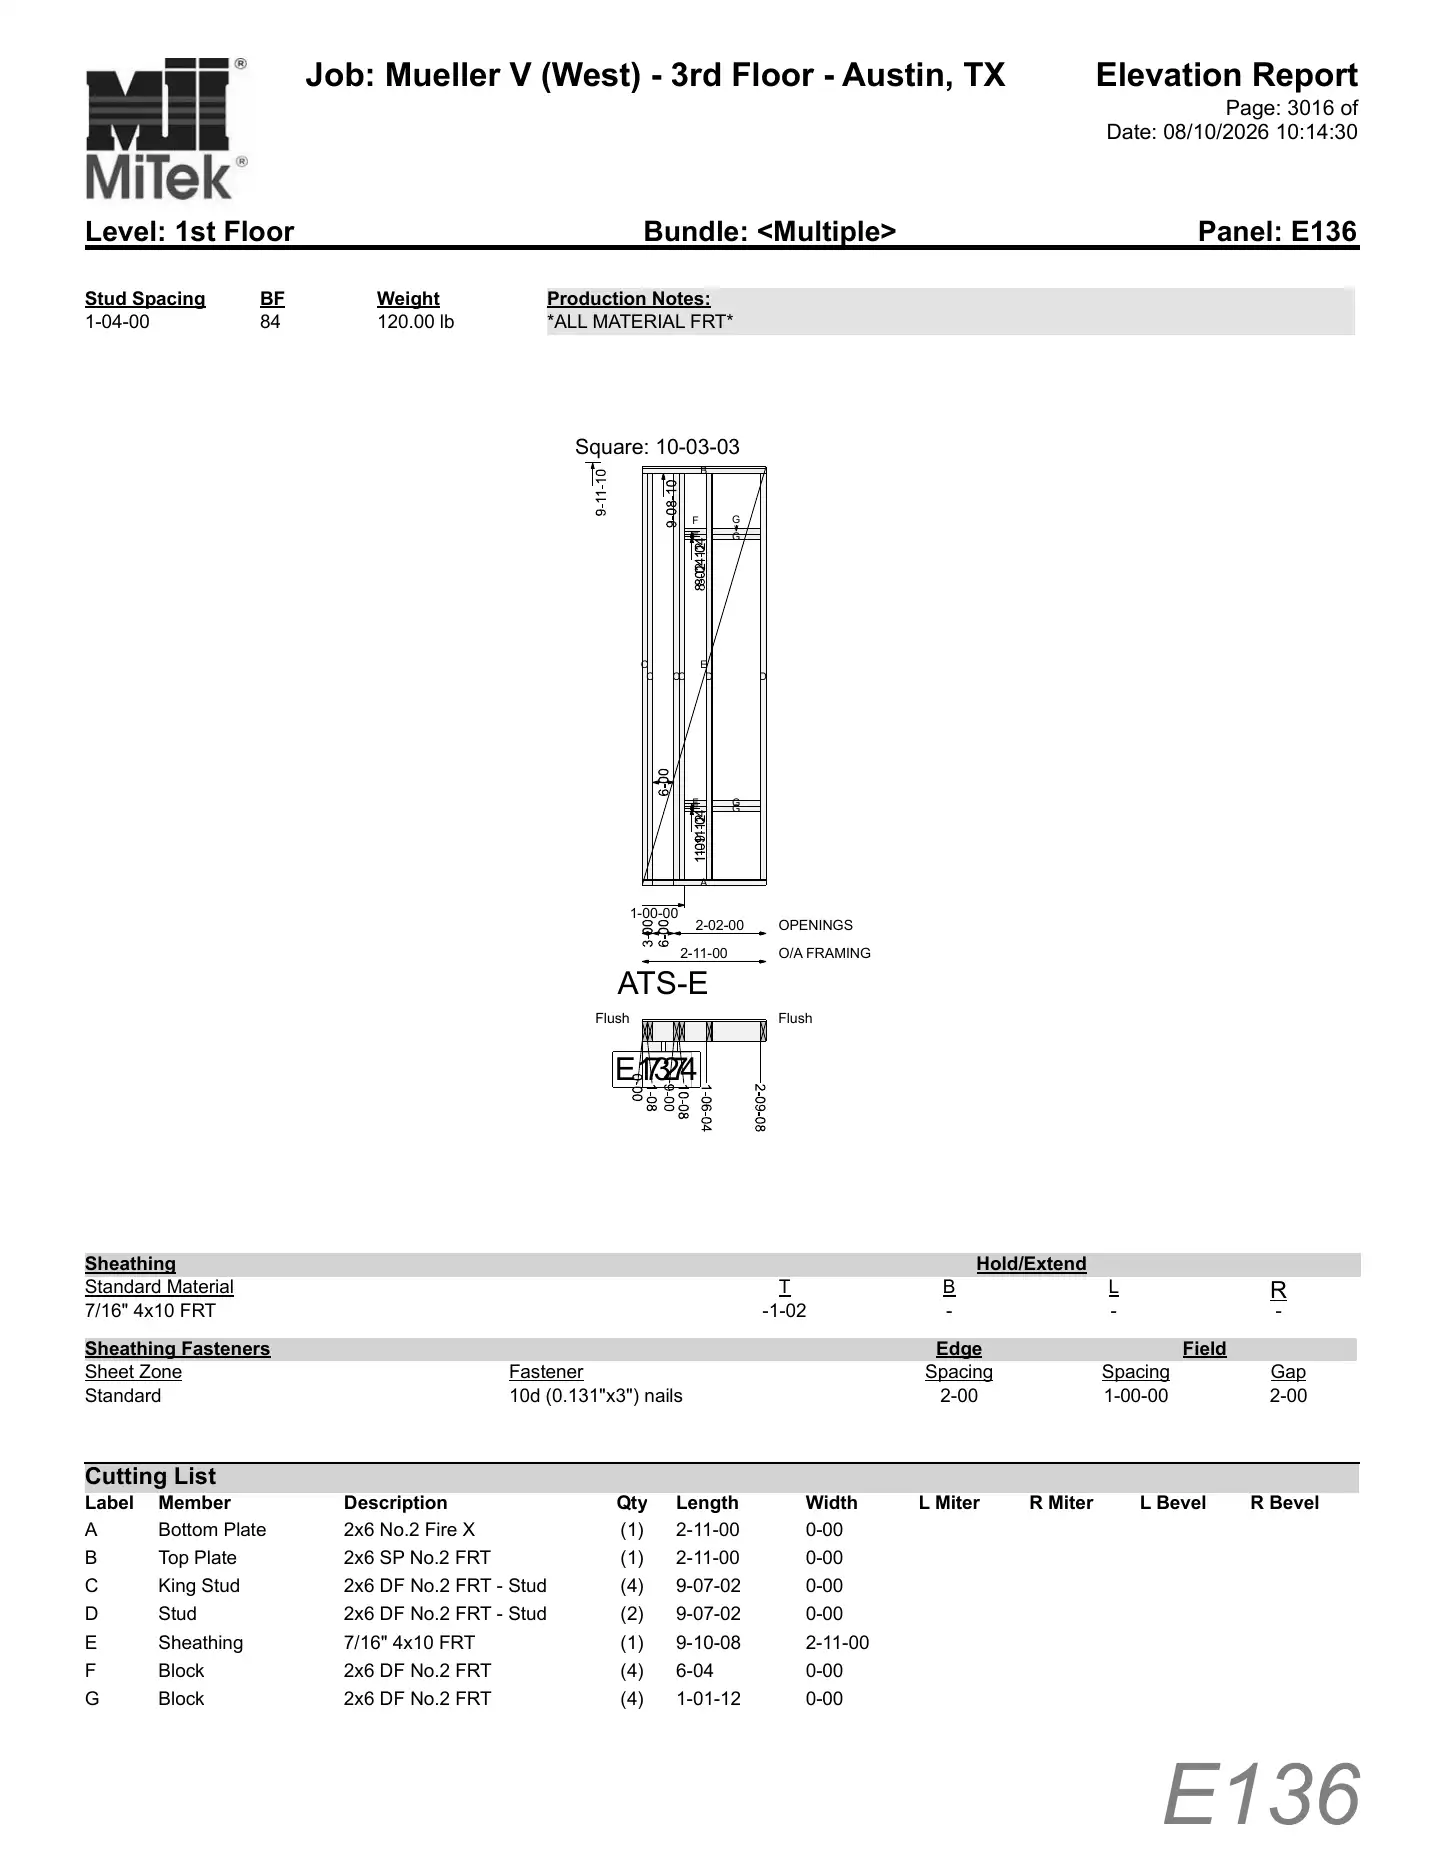 MiTek®
Job: Mueller V (West) - 3rd Floor - Austin, TX
Elevation Report
Page: 3016 of
Date: 08/10/2026 10:14:30
Level: 1st Floor Bundle: <Multiple> Panel: E136
Stud Spacing BF Weight Production Notes:
1-04-00 84 120.00 lb *ALL MATERIAL FRT*
Square: 10-03-03
B
9-11-10
9-08-10
F G
G
C E
6-00
F G
G
A
1-00-00
3-00 6-00 2-02-00 OPENINGS
2-11-00 O/A FRAMING
ATS-E
Flush Flush
0-00 1-08 9-00 10-08 1-06-04 2-09-08
Sheathing Hold/Extend
Standard Material T B L R
7/16" 4x10 FRT -1-02 - - -
Sheathing Fasteners Edge Field
Sheet Zone Fastener Spacing Spacing Gap
Standard 10d (0.131"x3") nails 2-00 1-00-00 2-00
Cutting List
Label Member Description Qty Length Width L Miter R Miter L Bevel R Bevel
A Bottom Plate 2x6 No.2 Fire X (1) 2-11-00 0-00
B Top Plate 2x6 SP No.2 FRT (1) 2-11-00 0-00
C King Stud 2x6 DF No.2 FRT - Stud (4) 9-07-02 0-00
D Stud 2x6 DF No.2 FRT - Stud (2) 9-07-02 0-00
E Sheathing 7/16" 4x10 FRT (1) 9-10-08 2-11-00
F Block 2x6 DF No.2 FRT (4) 6-04 0-00
G Block 2x6 DF No.2 FRT (4) 1-01-12 0-00
E136